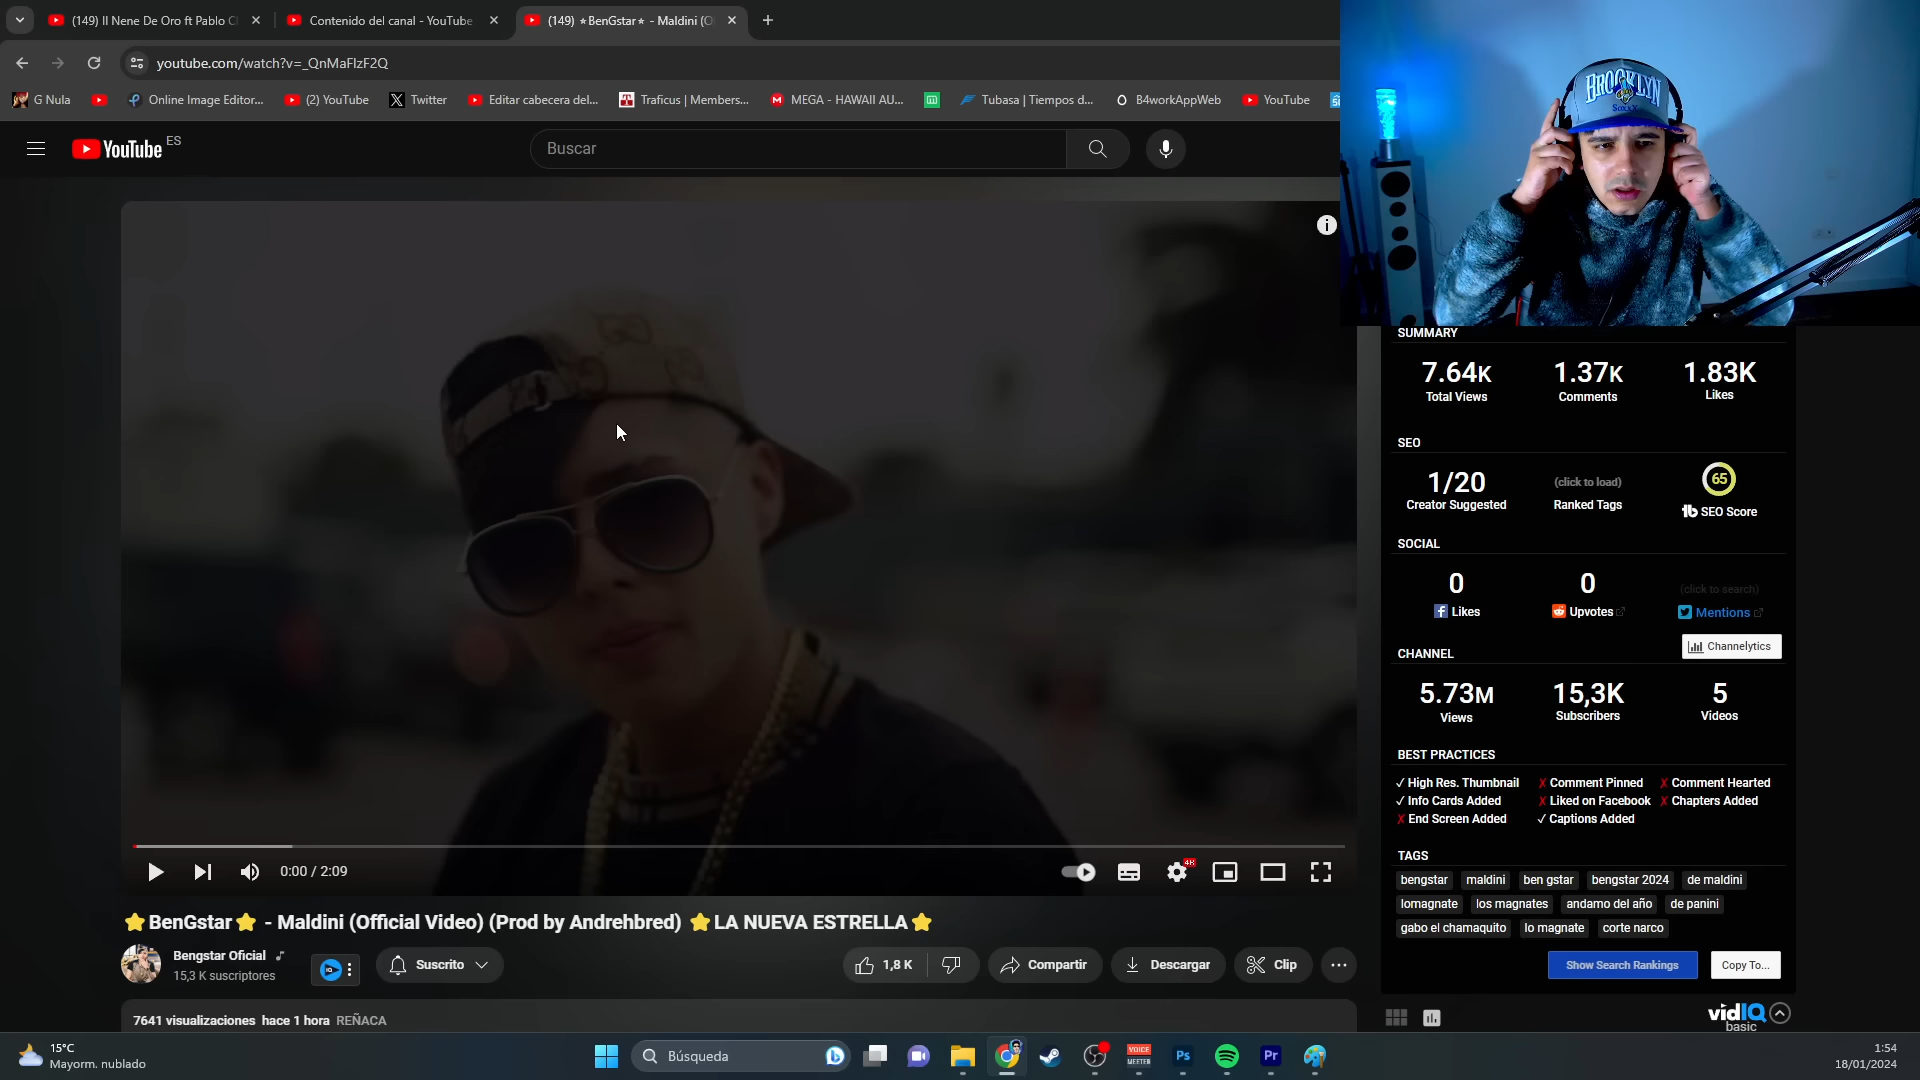 (149) Il Nene De Oro ft Pablo C
Contenido del canal - YouTube
(149) ⭐BenGstar⭐ - Maldini (O
youtube.com/watch?v=_QnMaFlzF2Q
G Nula
Online Image Editor...
(2) YouTube
Twitter
Editar cabecera del...
Traficus | Members...
MEGA - HAWAII AU...
Tubasa | Tiempos d...
B4workAppWeb
YouTube
YouTube ES
Buscar
BROOKLYN
SUMMARY
7.64K
1.37K
1.83K
Total Views
Comments
Likes
SEO
1/20
(click to load)
65
Creator Suggested
Ranked Tags
SEO Score
SOCIAL
0
0
(click to search)
Likes
Upvotes
Mentions
CHANNEL
Channelytics
5.73M
15,3K
5
Views
Subscribers
Videos
BEST PRACTICES
✓ High Res. Thumbnail
✗ Comment Pinned
✗ Comment Hearted
✓ Info Cards Added
✗ Liked on Facebook
✗ Chapters Added
✗ End Screen Added
✓ Captions Added
TAGS
bengstar
maldini
ben gstar
bengstar 2024
de maldini
lomagnate
los magnates
andamo del año
de panini
gabo el chamaquito
lo magnate
corte narco
Show Search Rankings
Copy To...
vidIQ
basic
0:00 / 2:09
4K
⭐BenGstar⭐ - Maldini (Official Video) (Prod by Andrehbred) ⭐LA NUEVA ESTRELLA⭐
Bengstar Oficial
15,3 K suscriptores
IQ
Suscrito
1,8 K
Compartir
Descargar
Clip
7641 visualizaciones hace 1 hora REÑACA
15°C
Mayorm. nublado
Búsqueda
VOICE
MEETER
Ps
Pr
1:54
18/01/2024